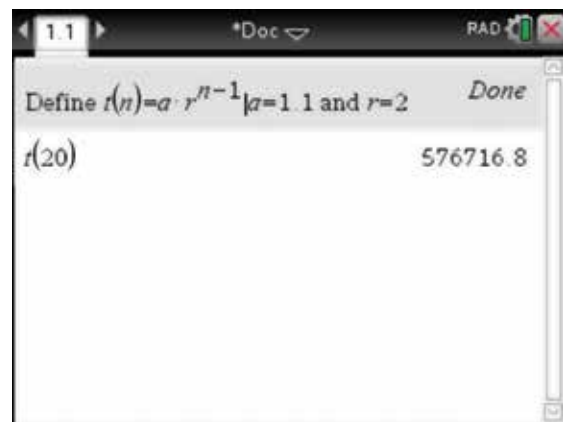 1.1 *Doc RAD
Define t(n)=a· r^{n-1}|a=1.1 and r=2 Done
t(20) 576716.8